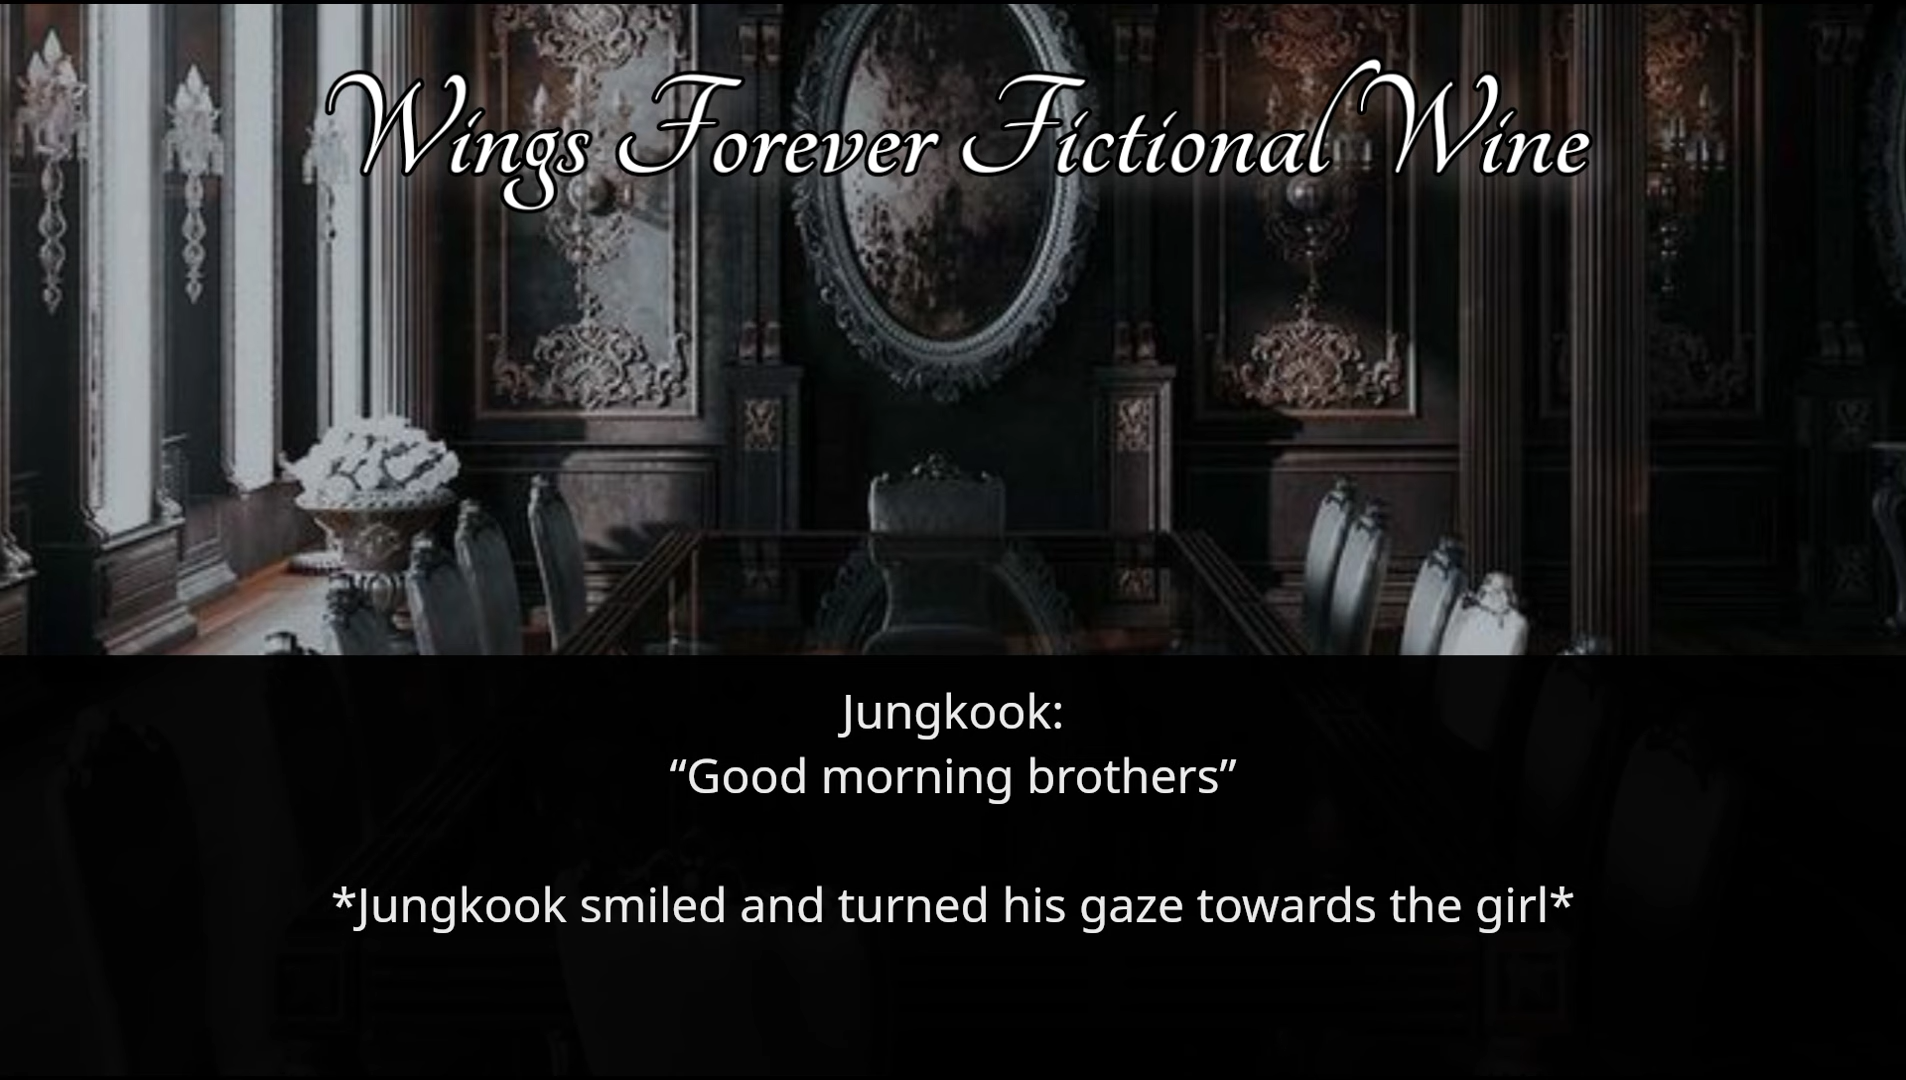 Wings Forever Fictional Wine
Jungkook:
“Good morning brothers”
*Jungkook smiled and turned his gaze towards the girl*